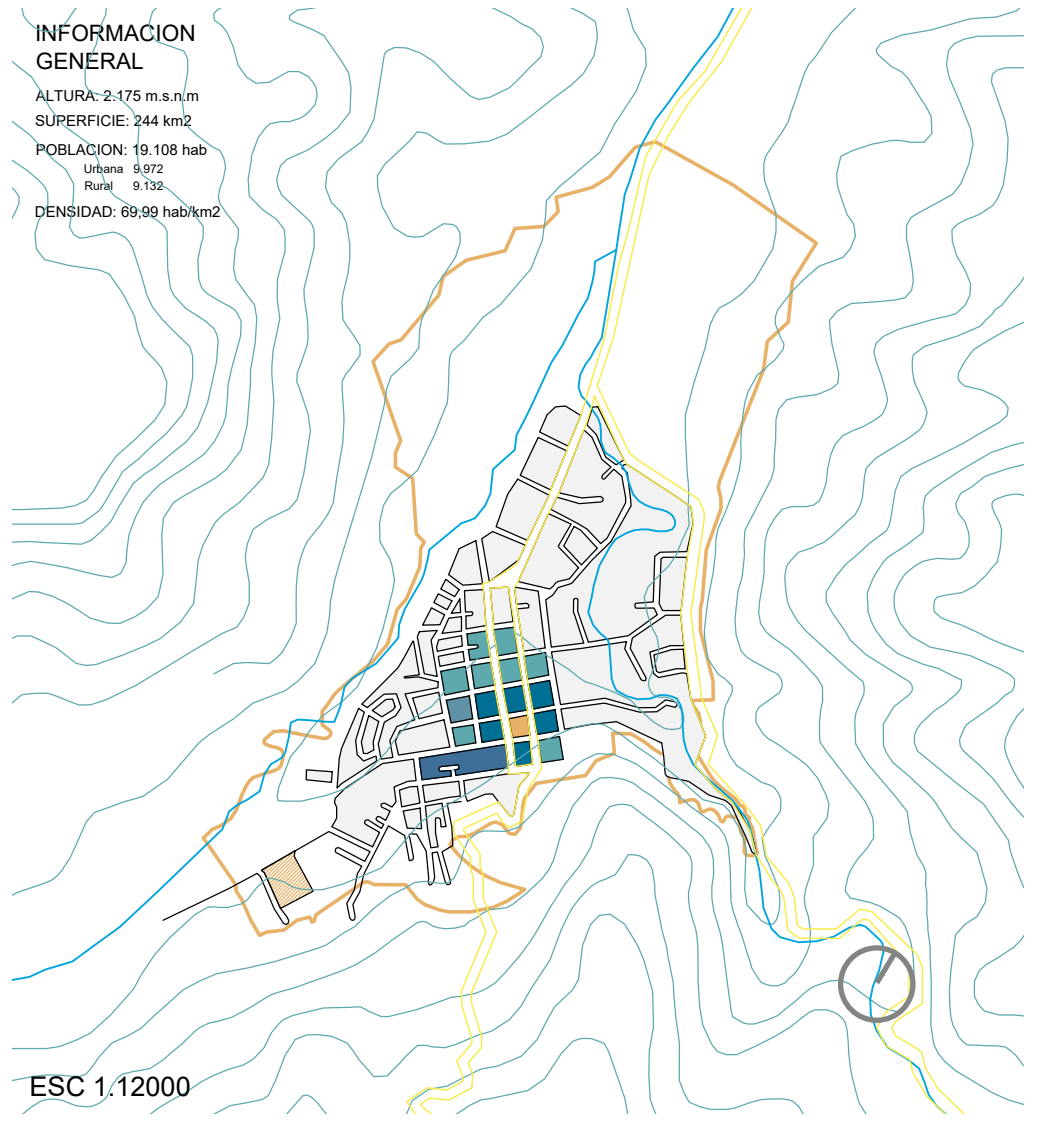 INFORMACION
GENERAL
ALTURA: 2.175 m.s.n.m
SUPERFICIE: 244 km2
POBLACION: 19.108 hab
Urbana 9.972
Rural 9.132
DENSIDAD: 69,99 hab/km2
ESC 1.12000